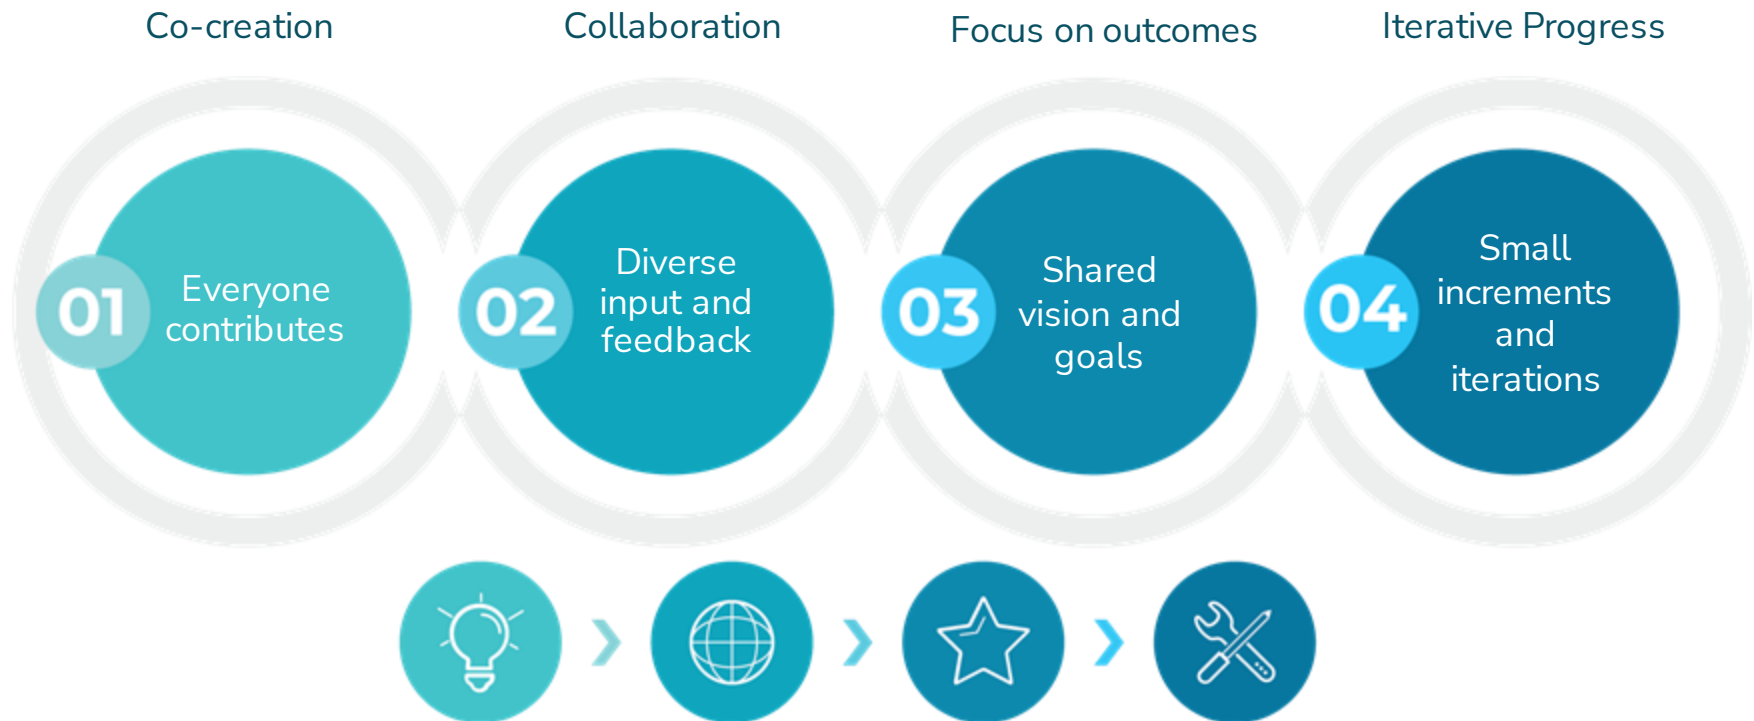 Co-creation
Collaboration
Focus on outcomes
Iterative Progress
01
Everyone
contributes
02
Diverse
input and
feedback
03
Shared
vision and
goals
04
Small
increments
and
iterations